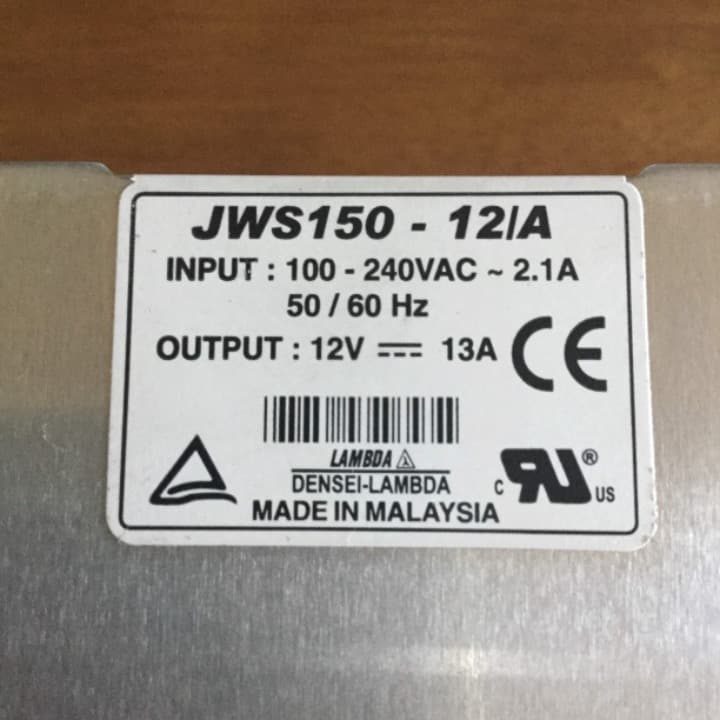 JWS150 - 12/A
INPUT : 100 - 240VAC ~ 2.1A
50 / 60 Hz
OUTPUT : 12V ⎓ 13A
CE
LAMBDA
DENSEI-LAMBDA
MADE IN MALAYSIA
c RU ® US